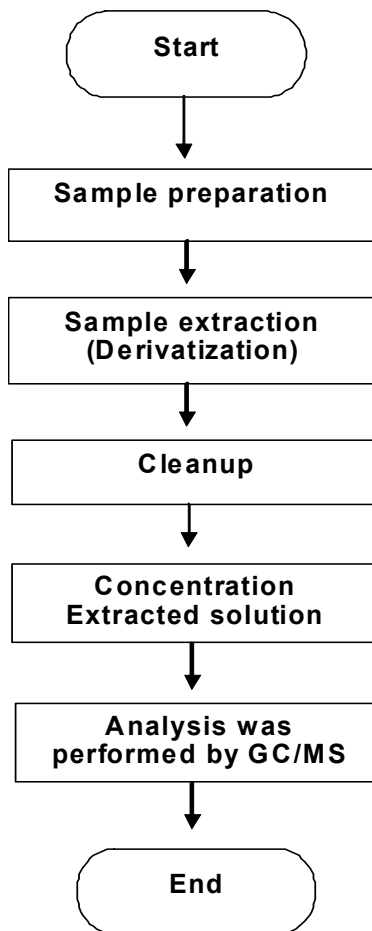 Start
Sample preparation
Sample extraction
(Derivatization)
Cleanup
Concentration
Extracted solution
Analysis was
performed by GC/MS
End